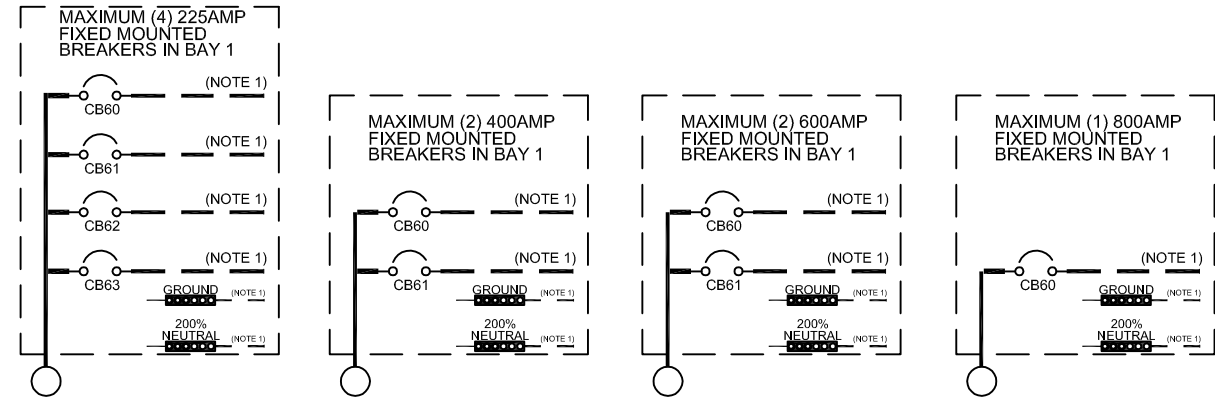 MAXIMUM (4) 225AMP
FIXED MOUNTED
BREAKERS IN BAY 1
(NOTE 1)
CB60
(NOTE 1)
CB61
(NOTE 1)
CB62
(NOTE 1)
CB63
GROUND (NOTE 1)
200%
NEUTRAL (NOTE 1)
MAXIMUM (2) 400AMP
FIXED MOUNTED
BREAKERS IN BAY 1
(NOTE 1)
CB60
(NOTE 1)
CB61
GROUND (NOTE 1)
200%
NEUTRAL (NOTE 1)
MAXIMUM (2) 600AMP
FIXED MOUNTED
BREAKERS IN BAY 1
(NOTE 1)
CB60
(NOTE 1)
CB61
GROUND (NOTE 1)
200%
NEUTRAL (NOTE 1)
MAXIMUM (1) 800AMP
FIXED MOUNTED
BREAKERS IN BAY 1
(NOTE 1)
CB60
GROUND (NOTE 1)
200%
NEUTRAL (NOTE 1)